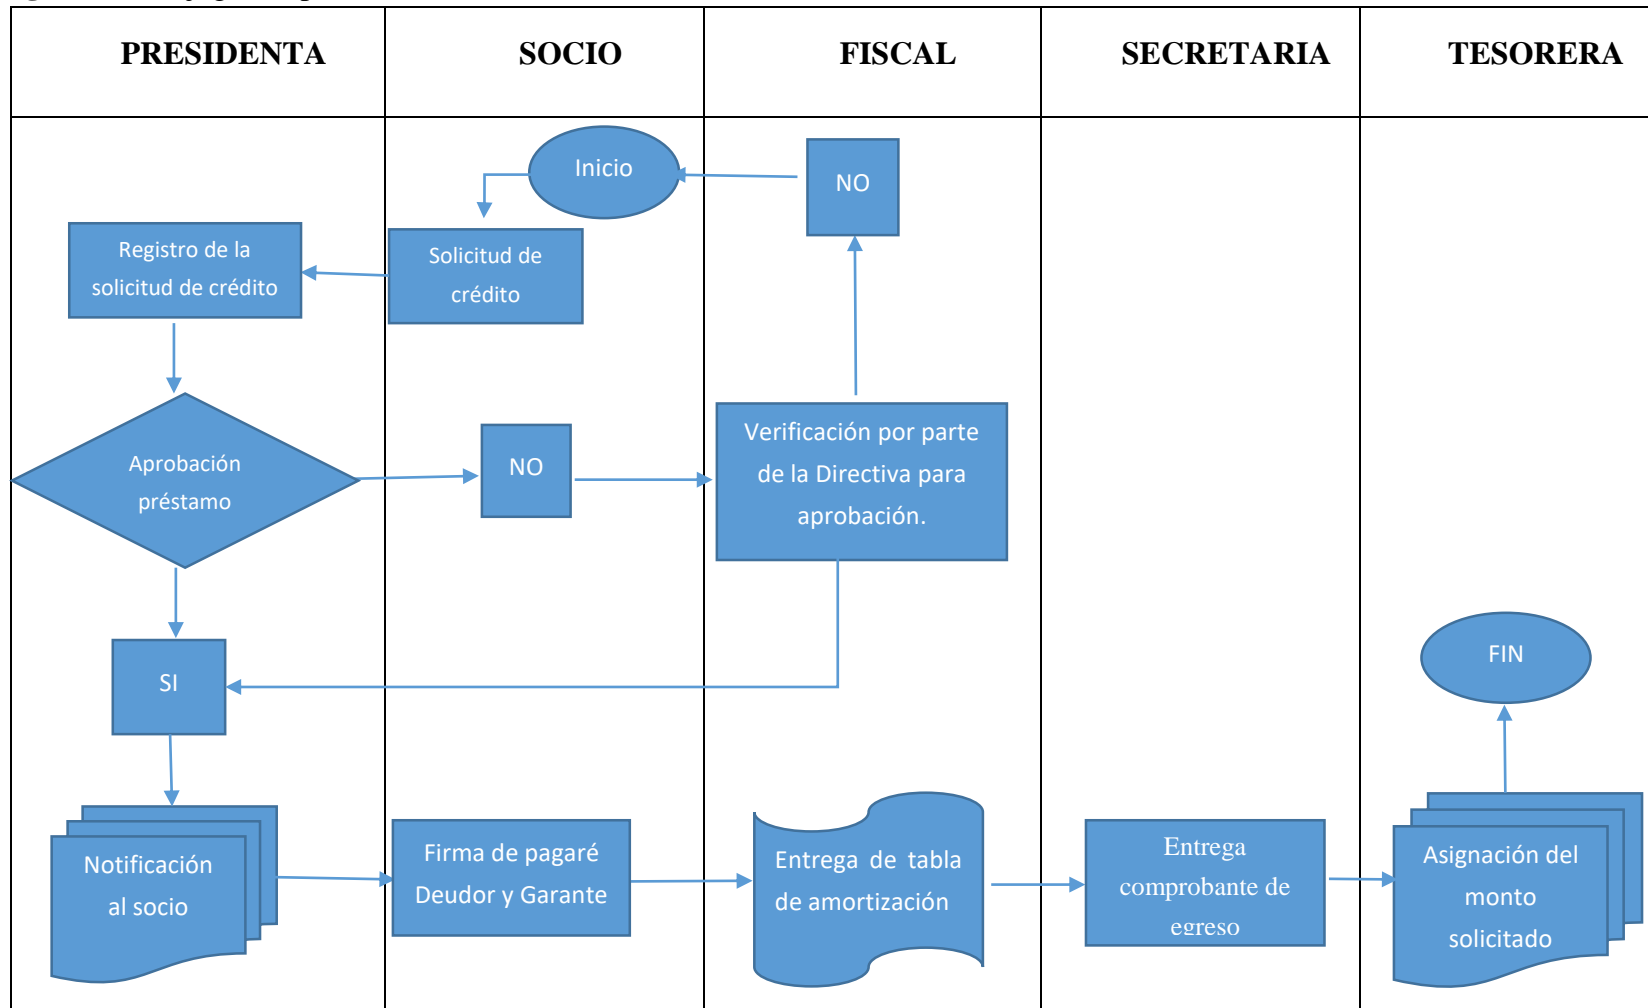 PRESIDENTA
SOCIO
FISCAL
SECRETARIA
TESORERA
Inicio
NO
Registro de la
solicitud de crédito
Solicitud de
crédito
Aprobación
préstamo
NO
Verificación por parte
de la Directiva para
aprobación.
SI
FIN
Notificación
al socio
Firma de pagaré
Deudor y Garante
Entrega de tabla
de amortización
Entrega
comprobante de
egreso
Asignación del
monto
solicitado